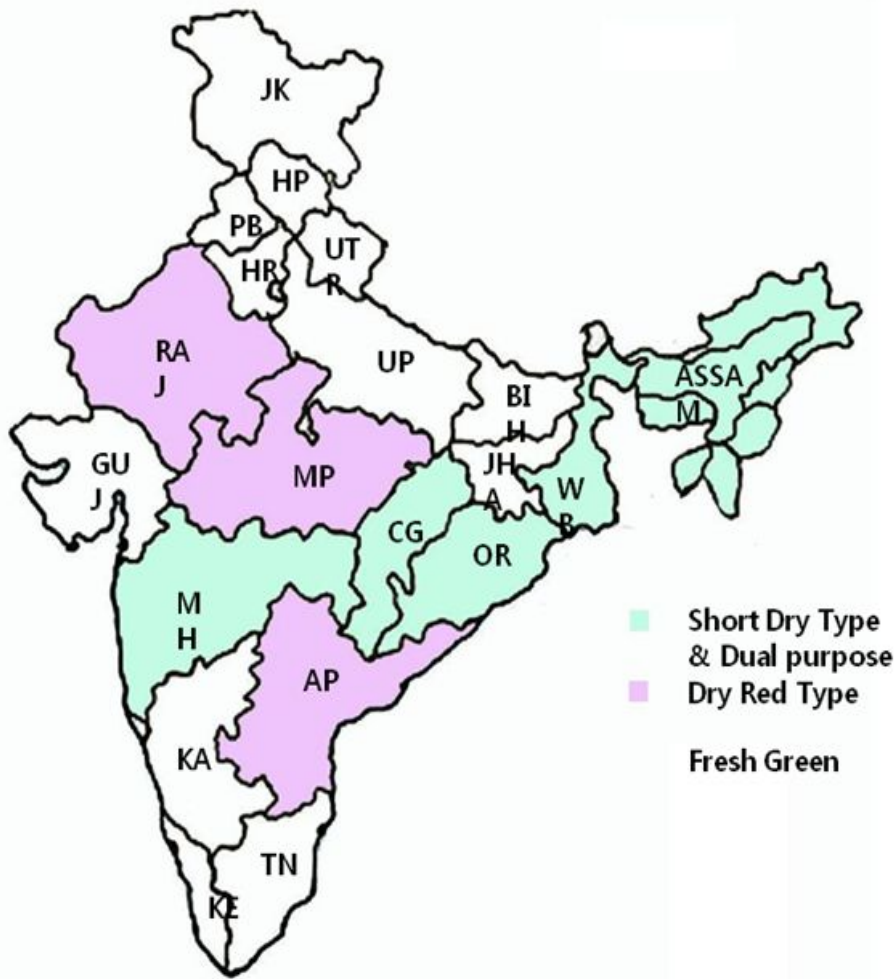 JK
HP
PB
UT
R
HR
RA
J
UP
BI
H
ASSA
M
GU
J
MP
JH
A
W
B
CG
OR
M
H
Short Dry Type
& Dual purpose
AP
Dry Red Type
KA
Fresh Green
TN
KE